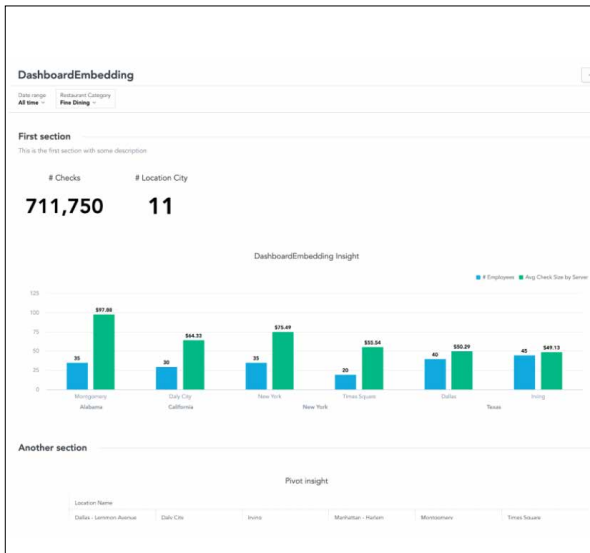 DashboardEmbedding
Date range Restaurant Category
All time Fine Dining
First section
This is the first section with some description
# Checks # Location City
711,750 11
DashboardEmbedding Insight
# Employees Avg Check Size by Server
125
100
75
50
25
0
35 $97.88 30 $64.33 35 $75.49 20 $55.54 40 $50.29 45 $49.13
Montgomery Daly City New York Times Square Dallas Irving
Alabama California New York Texas
Another section
Pivot insight
Location Name
Dallas - Lemmon Avenue Daly City Irving Manhattan - Harlem Montgomery Times Square